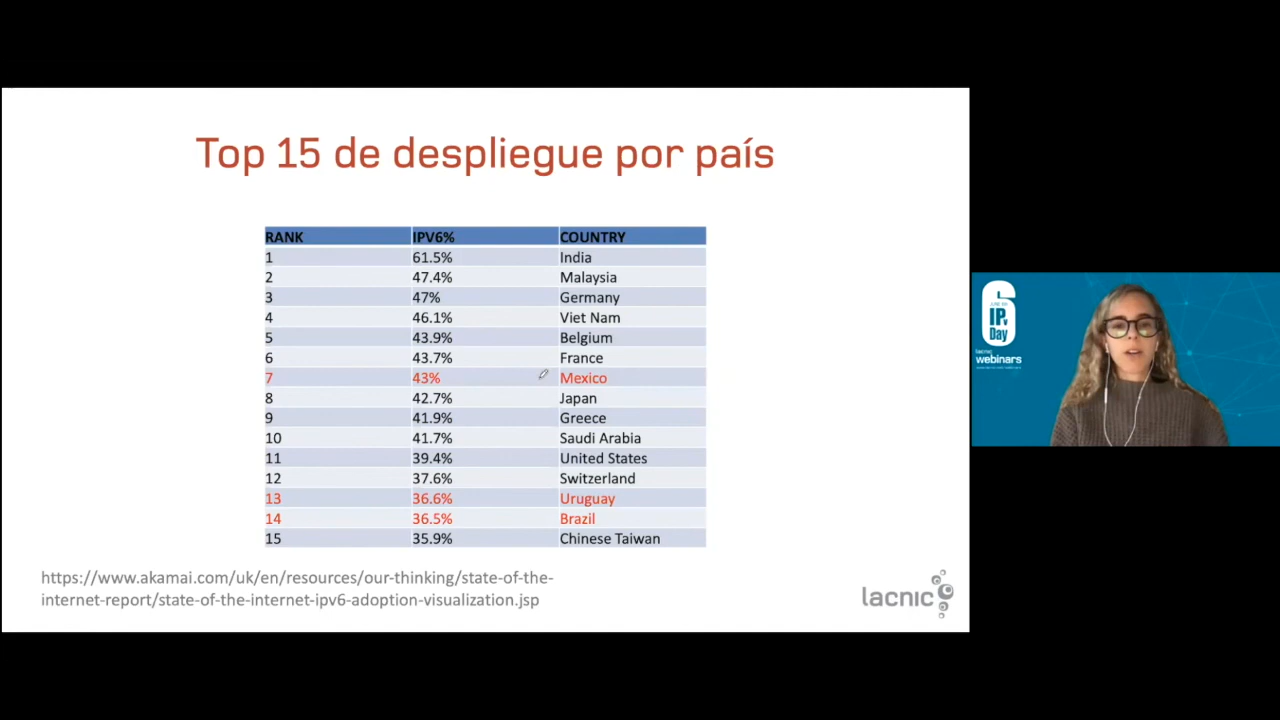 Top 15 de despliegue por país
RANK IPV6% COUNTRY
1 61.5% India
2 47.4% Malaysia
3 47% Germany
4 46.1% Viet Nam
5 43.9% Belgium
6 43.7% France
7 43% Mexico
8 42.7% Japan
9 41.9% Greece
10 41.7% Saudi Arabia
11 39.4% United States
12 37.6% Switzerland
13 36.6% Uruguay
14 36.5% Brazil
15 35.9% Chinese Taiwan
https://www.akamai.com/uk/en/resources/our-thinking/state-of-the-
internet-report/state-of-the-internet-ipv6-adoption-visualization.jsp
lacnic
6
IPv
Day
lacnic
webinars